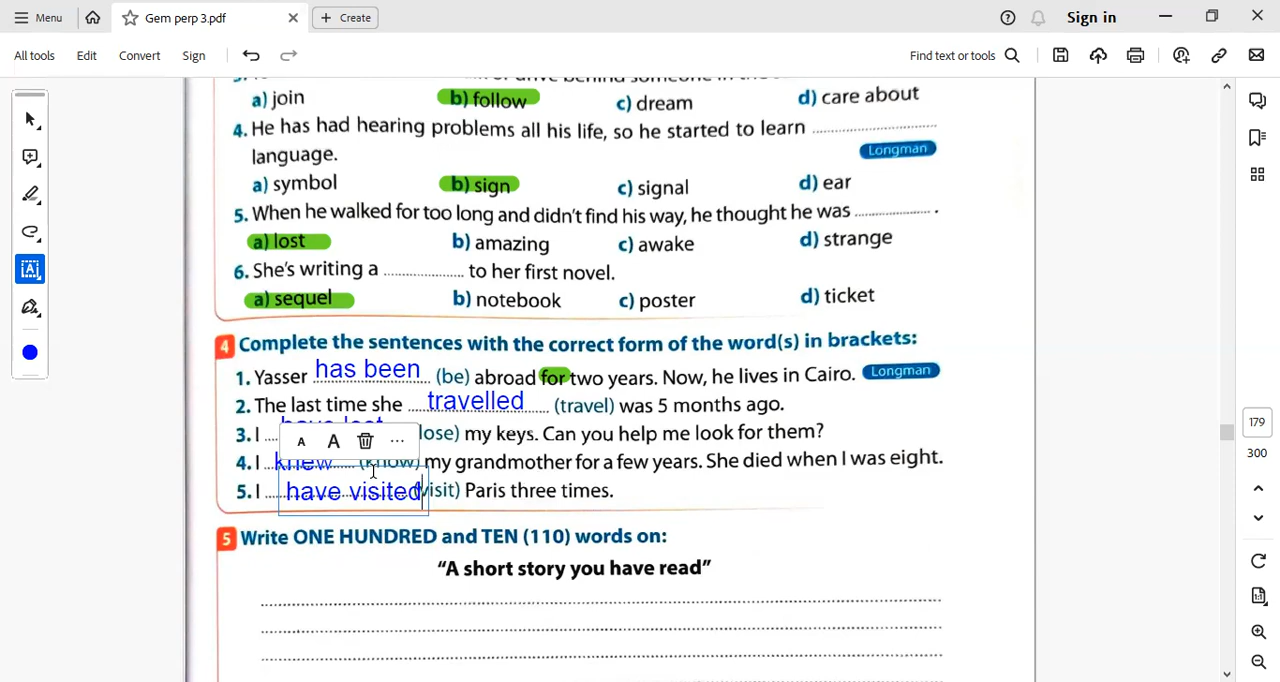 Menu
Gem perp 3.pdf
Create
Sign in
All tools Edit Convert Sign
Find text or tools
a) join b) follow c) dream d) care about
4. He has had hearing problems all his life, so he started to learn ............
language. Longman
a) symbol b) sign c) signal d) ear
5. When he walked for too long and didn't find his way, he thought he was ............ .
a) lost b) amazing c) awake d) strange
6. She's writing a ............ to her first novel.
a) sequel b) notebook c) poster d) ticket
4 Complete the sentences with the correct form of the word(s) in brackets:
1. Yasser has been (be) abroad for two years. Now, he lives in Cairo. Longman
2. The last time she travelled (travel) was 5 months ago.
3. I have lost lose) my keys. Can you help me look for them?
4. I knew (know) my grandmother for a few years. She died when I was eight.
5. I have visited visit) Paris three times.
5 Write ONE HUNDRED and TEN (110) words on:
"A short story you have read"
179
300